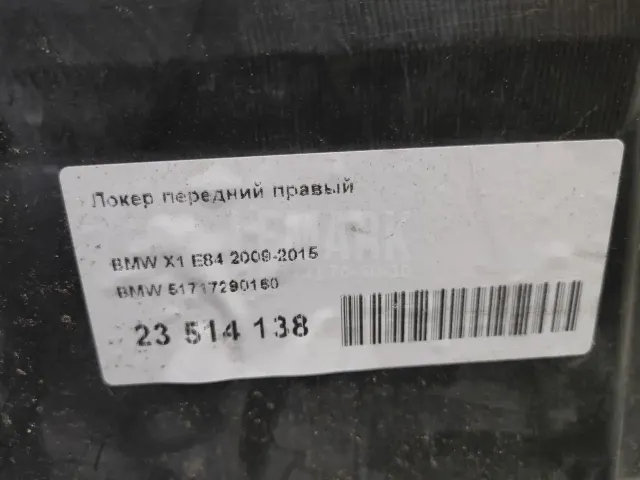 Локер передний правый
BMW X1 E84 2009-2015
BMW 51717290160
23 514 138